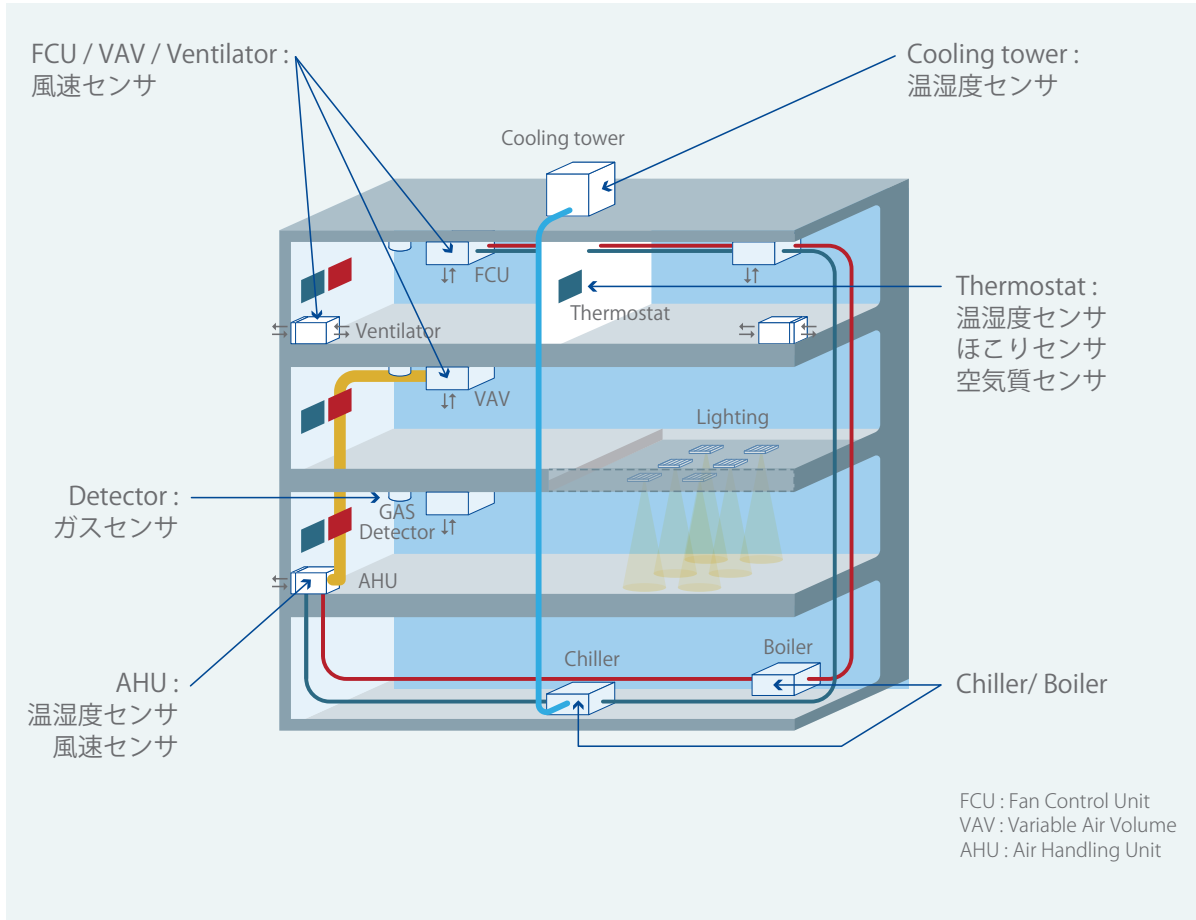 FCU / VAV / Ventilator :
風速センサ
Cooling tower :
温湿度センサ
Cooling tower
FCU
Thermostat
Ventilator
Thermostat :
温湿度センサ
ほこりセンサ
空気質センサ
VAV
Lighting
Detector :
ガスセンサ
GAS
Detector
AHU
Chiller
Boiler
AHU :
温湿度センサ
風速センサ
Chiller/ Boiler
FCU : Fan Control Unit
VAV : Variable Air Volume
AHU : Air Handling Unit